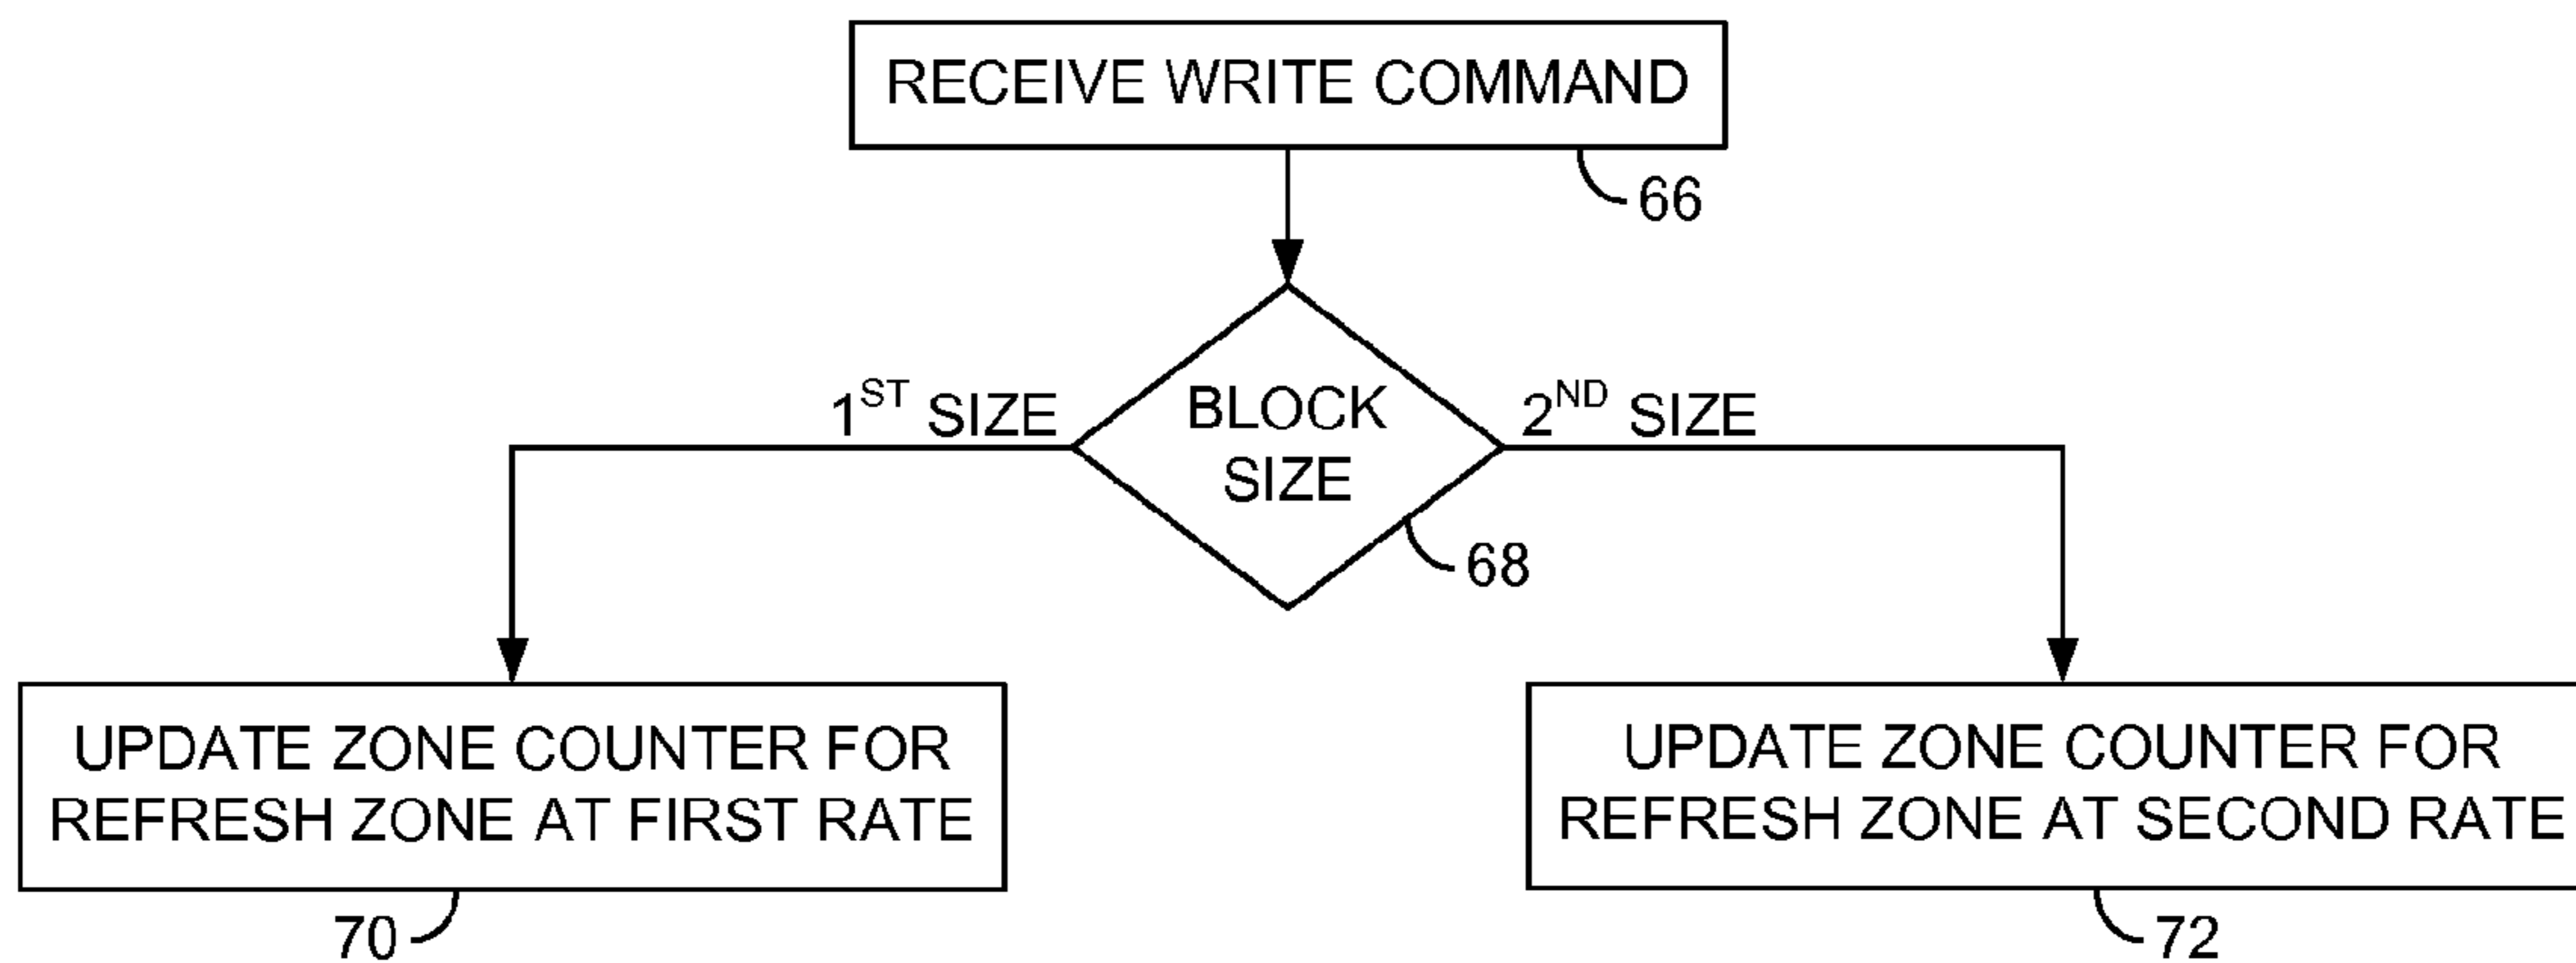 RECEIVE WRITE COMMAND
66
1ST SIZE
BLOCK
SIZE
2ND SIZE
68
UPDATE ZONE COUNTER FOR
REFRESH ZONE AT FIRST RATE
70
UPDATE ZONE COUNTER FOR
REFRESH ZONE AT SECOND RATE
72